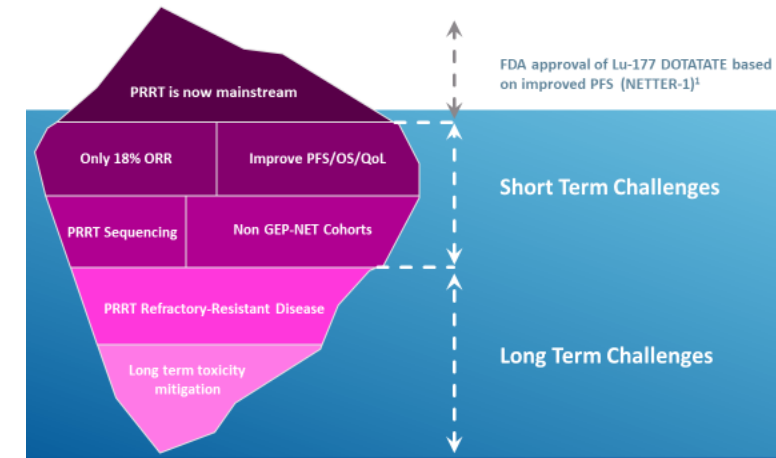 FDA approval of Lu-177 DOTATATE based
on improved PFS (NETTER-1)¹
PRRT is now mainstream
Only 18% ORR
Improve PFS/OS/QoL
Short Term Challenges
PRRT Sequencing
Non GEP-NET Cohorts
PRRT Refractory-Resistant Disease
Long Term Challenges
Long term toxicity
mitigation